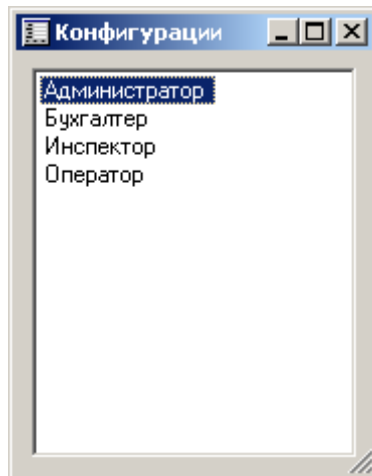 Конфигурации
Администратор
Бухгалтер
Инспектор
Оператор